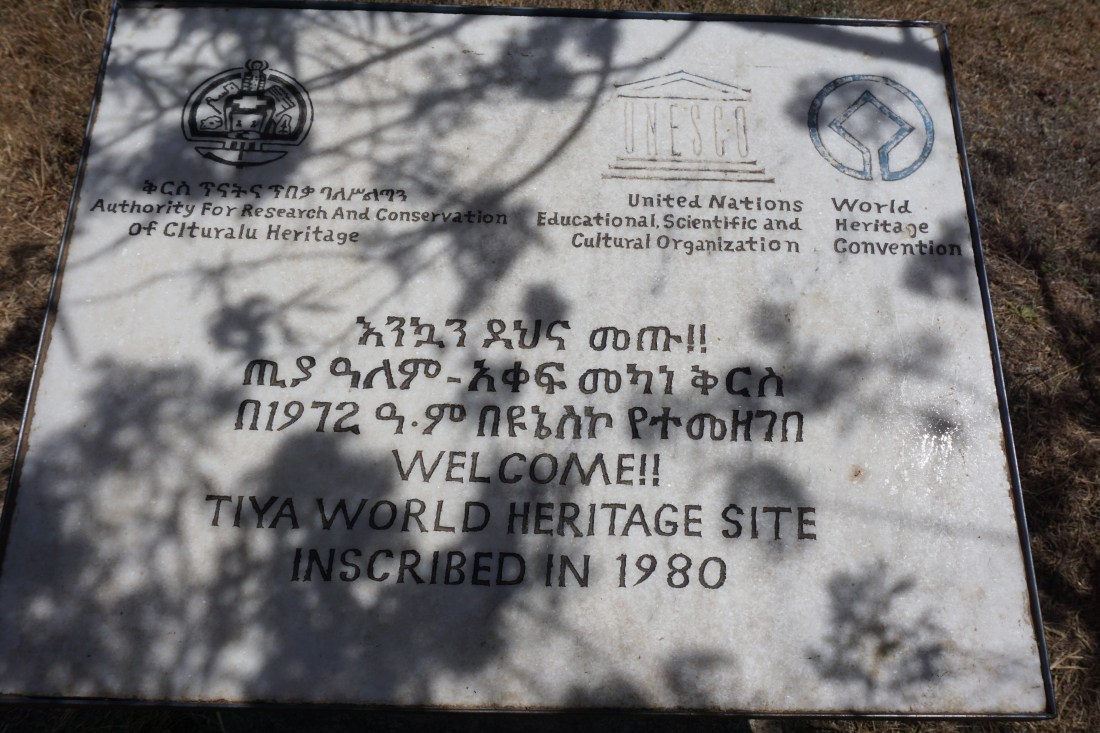 ቅርስ ጥናትና ጥበቃ ባለሥልጣን
Authority For Research And Conservation
Of Clturalu Heritage
UNESCO
United Nations
Educational, Scientific and
Cultural Organization
World
Heritage
Convention
እንኳን ደህና መጡ!!
ጢያ ዓለም-አቀፍ መካነ ቅርስ
በ1972 ዓ.ም በዩኔስኮ የተመዘገበ
WELCOME!!
TIYA WORLD HERITAGE SITE
INSCRIBED IN 1980